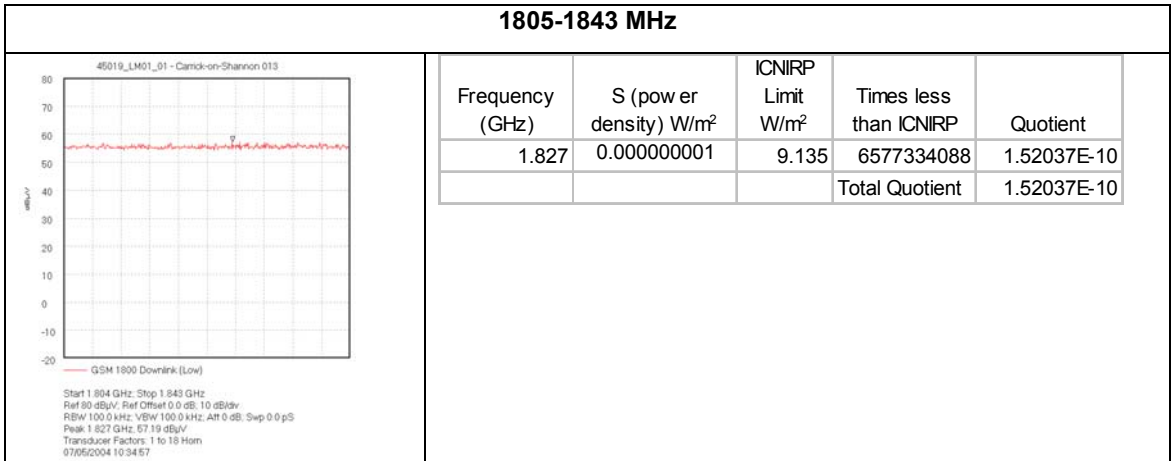 1805-1843 MHz
45019_LM01_01 - Carrick-on-Shannon 013
80
70
60
50
40
30
20
10
0
-10
-20
dBµV
GSM 1800 Downlink (Low)
Start 1.804 GHz; Stop 1.843 GHz
Ref 80 dBµV; Ref Offset 0.0 dB; 10 dB/div
RBW 100.0 kHz; VBW 100.0 kHz; Att 0 dB; Swp 0.0 pS
Peak 1.827 GHz, 57.19 dBµV
Transducer Factors: 1 to 18 Horn
07/05/2004 10:34:57
Frequency (GHz) S (pow er density) W/m² ICNIRP Limit W/m² Times less than ICNIRP Quotient
1.827 0.000000001 9.135 6577334088 1.52037E-10
Total Quotient 1.52037E-10